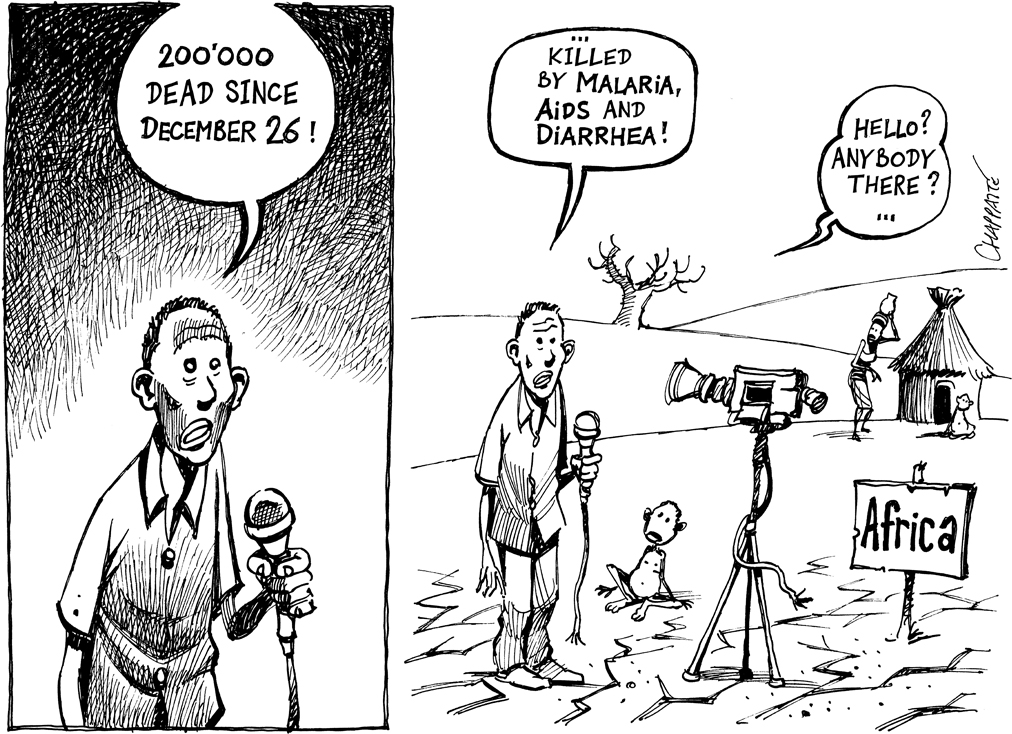 200'000
DEAD SINCE
DECEMBER 26!
...
KILLED
BY MALARIA,
AIDS AND
DIARRHEA!
HELLO?
ANYBODY
THERE?
...
CHAPPATTE
Africa